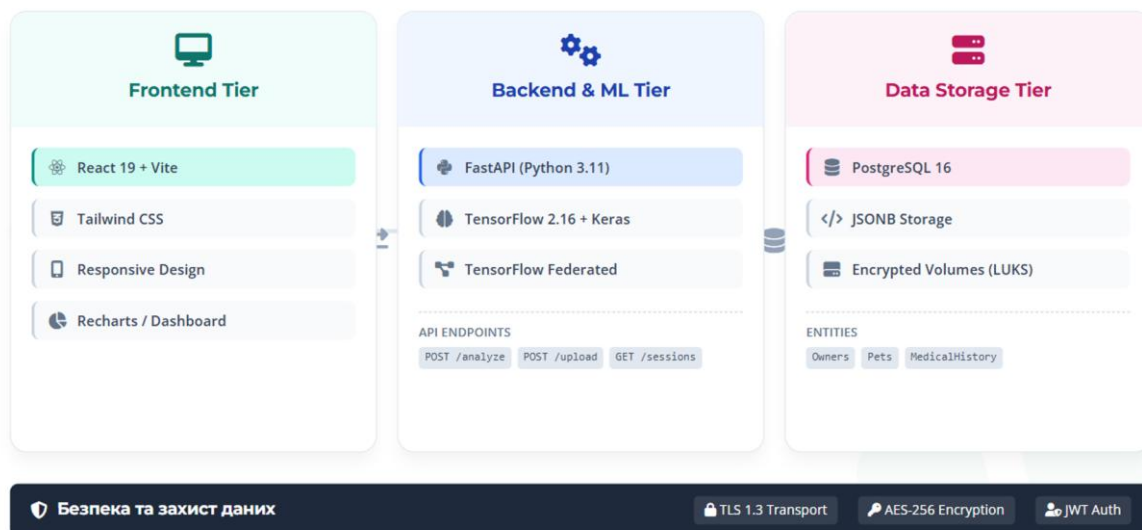 Frontend Tier
React 19 + Vite
Tailwind CSS
Responsive Design
Recharts / Dashboard
Backend & ML Tier
FastAPI (Python 3.11)
TensorFlow 2.16 + Keras
TensorFlow Federated
API ENDPOINTS
POST /analyze POST /upload GET /sessions
Data Storage Tier
PostgreSQL 16
JSONB Storage
Encrypted Volumes (LUKS)
ENTITIES
Owners Pets MedicalHistory
Безпека та захист даних
TLS 1.3 Transport AES-256 Encryption JWT Auth